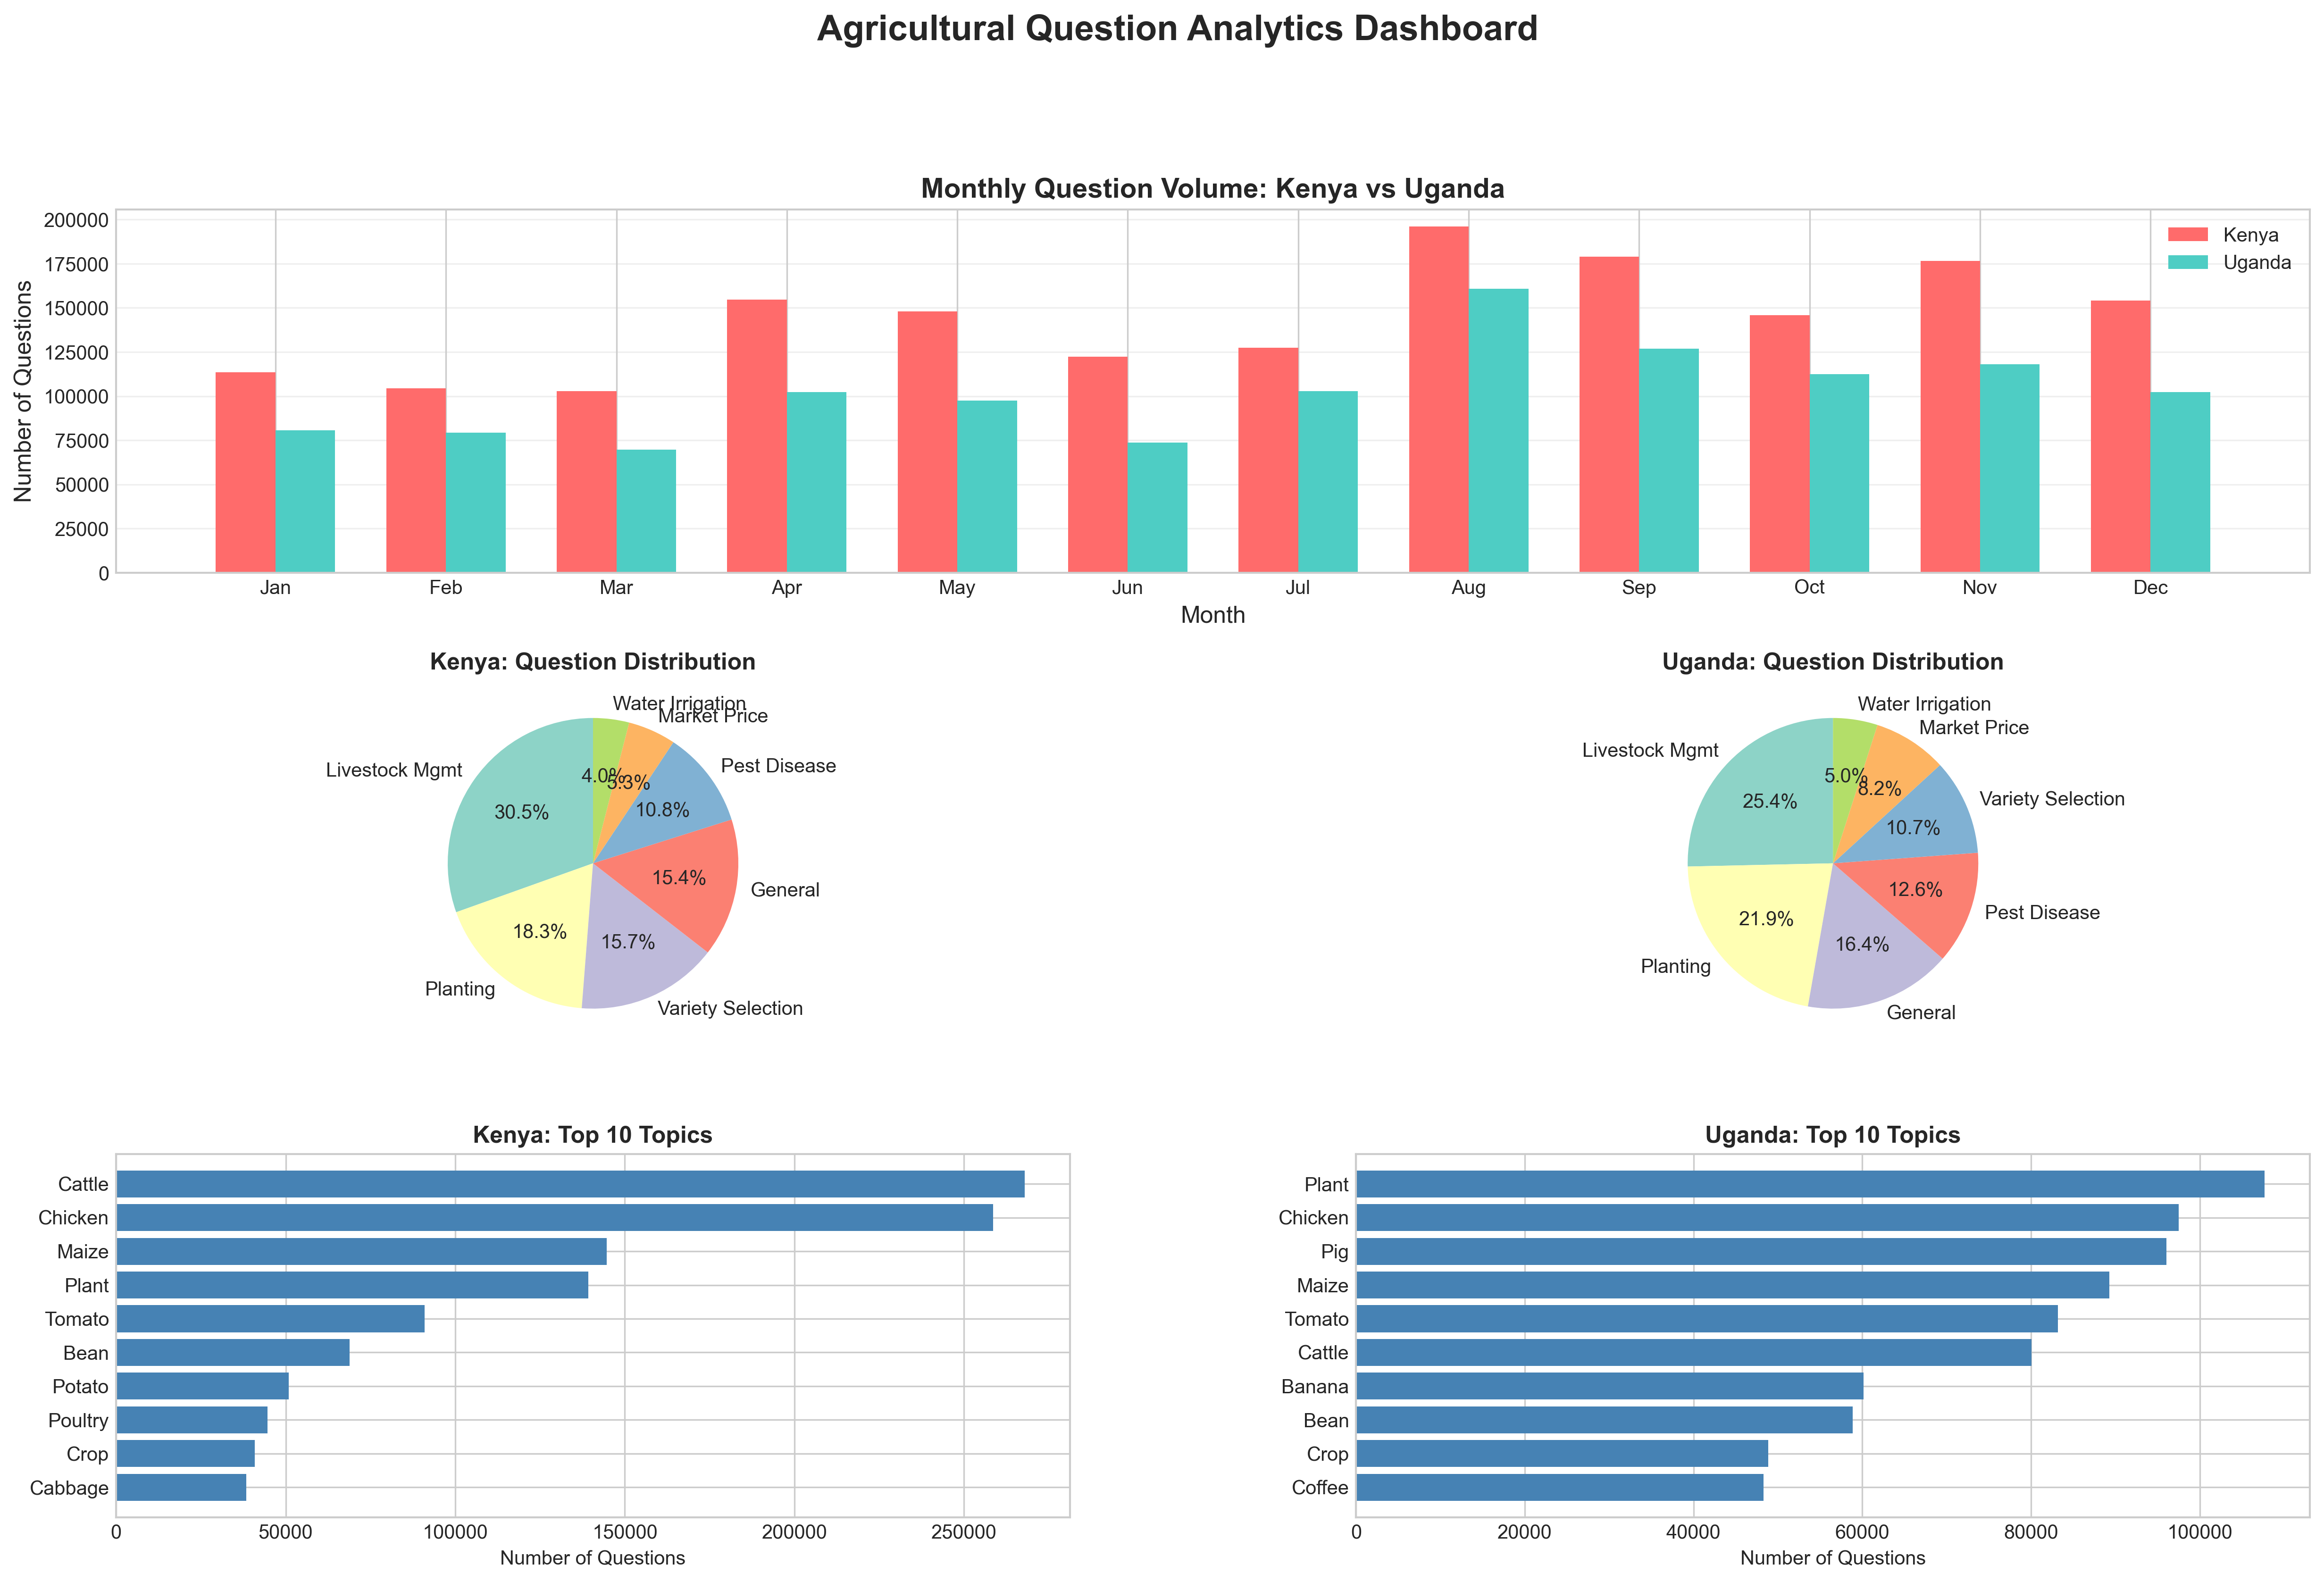 Agricultural Question Analytics Dashboard
Monthly Question Volume: Kenya vs Uganda
Number of Questions
200000
175000
150000
125000
100000
75000
50000
25000
0
Kenya
Uganda
Jan Feb Mar Apr May Jun Jul Aug Sep Oct Nov Dec
Month
Kenya: Question Distribution
Water Irrigation
Market Price
Livestock Mgmt
Pest Disease
4.0%
5.3%
30.5%
10.8%
15.4%
General
18.3%
15.7%
Planting
Variety Selection
Uganda: Question Distribution
Water Irrigation
Market Price
Livestock Mgmt
5.0%
8.2%
Variety Selection
25.4%
10.7%
12.6%
Pest Disease
21.9%
16.4%
Planting
General
Kenya: Top 10 Topics
Cattle
Chicken
Maize
Plant
Tomato
Bean
Potato
Poultry
Crop
Cabbage
0 50000 100000 150000 200000 250000
Number of Questions
Uganda: Top 10 Topics
Plant
Chicken
Pig
Maize
Tomato
Cattle
Banana
Bean
Crop
Coffee
0 20000 40000 60000 80000 100000
Number of Questions